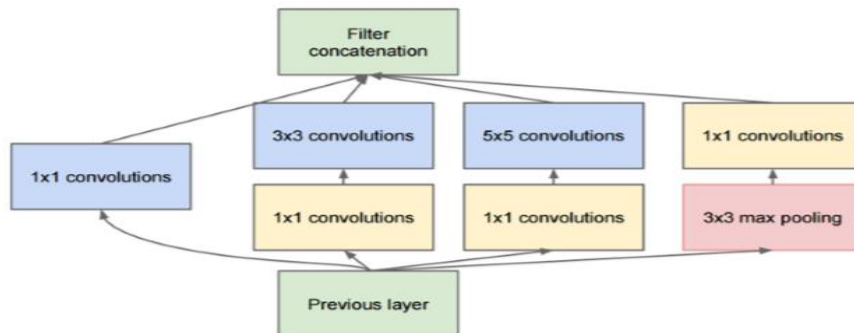 Filter
concatenation
3x3 convolutions
5x5 convolutions
1x1 convolutions
1x1 convolutions
1x1 convolutions
1x1 convolutions
3x3 max pooling
Previous layer